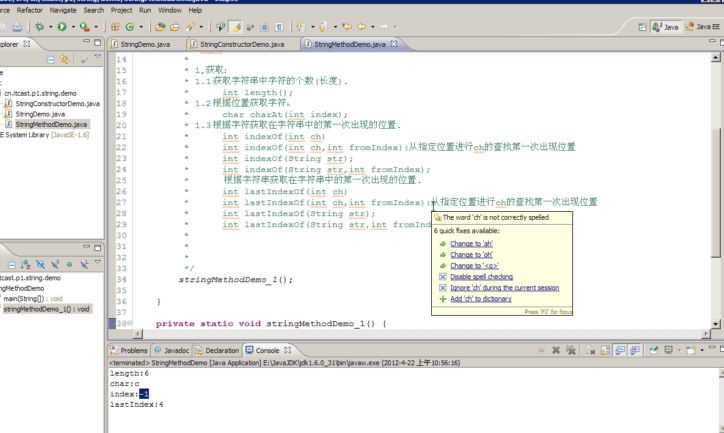 urce Refactor Navigate Search Project Run Window Help
Java Java EE
plorer
StringDemo.java StringConstructorDemo.java StringMethodDemo.java
cn.itcast.p1.string.demo
StringConstructorDemo.java
StringDemo.java
StringMethodDemo.java
E System Library [JavaSE-1.6]
14 *
15 * 1,获取:
16 * 1.1获取字符串中字符的个数(长度).
17 * int length();
18 * 1.2根据位置获取字符。
19 * char charAt(int index);
20 * 1.3根据字符获取在字符串中的第一次出现的位置.
21 * int indexOf(int ch)
22 * int indexOf(int ch,int fromIndex):从指定位置进行ch的查找第一次出现位置
23 * int indexOf(String str);
24 * int indexOf(String str,int fromIndex);
25 * 根据字符串获取在字符串中的第一次出现的位置.
26 * int lastIndexOf(int ch)
27 * int lastIndexOf(int ch,int fromIndex):从指定位置进行ch的查找第一次出现位置
28 * int lastIndexOf(String str);
29 * int lastIndexOf(String str,int fromInd
30 *
31 *
32 *
33 */
34 stringMethodDemo_1();
35
36 }
37
38 private static void stringMethodDemo_1() {
The word 'ch' is not correctly spelled
6 quick fixes available:
Change to 'ah'
Change to 'oh'
Change to '<q>'
Disable spell checking
Ignore 'ch' during the current session
Add 'ch' to dictionary
Press 'F2' for focus
tcast.p1.string.demo
ngMethodDemo
main(String[]) : void
stringMethodDemo_1() : void
Problems Javadoc Declaration Console
<terminated> StringMethodDemo [Java Application] E:\JavaJDK\jdk1.6.0_31\bin\javaw.exe (2012-4-22 上午10:56:16)
length:6
char:c
index:-1
lastIndex:4